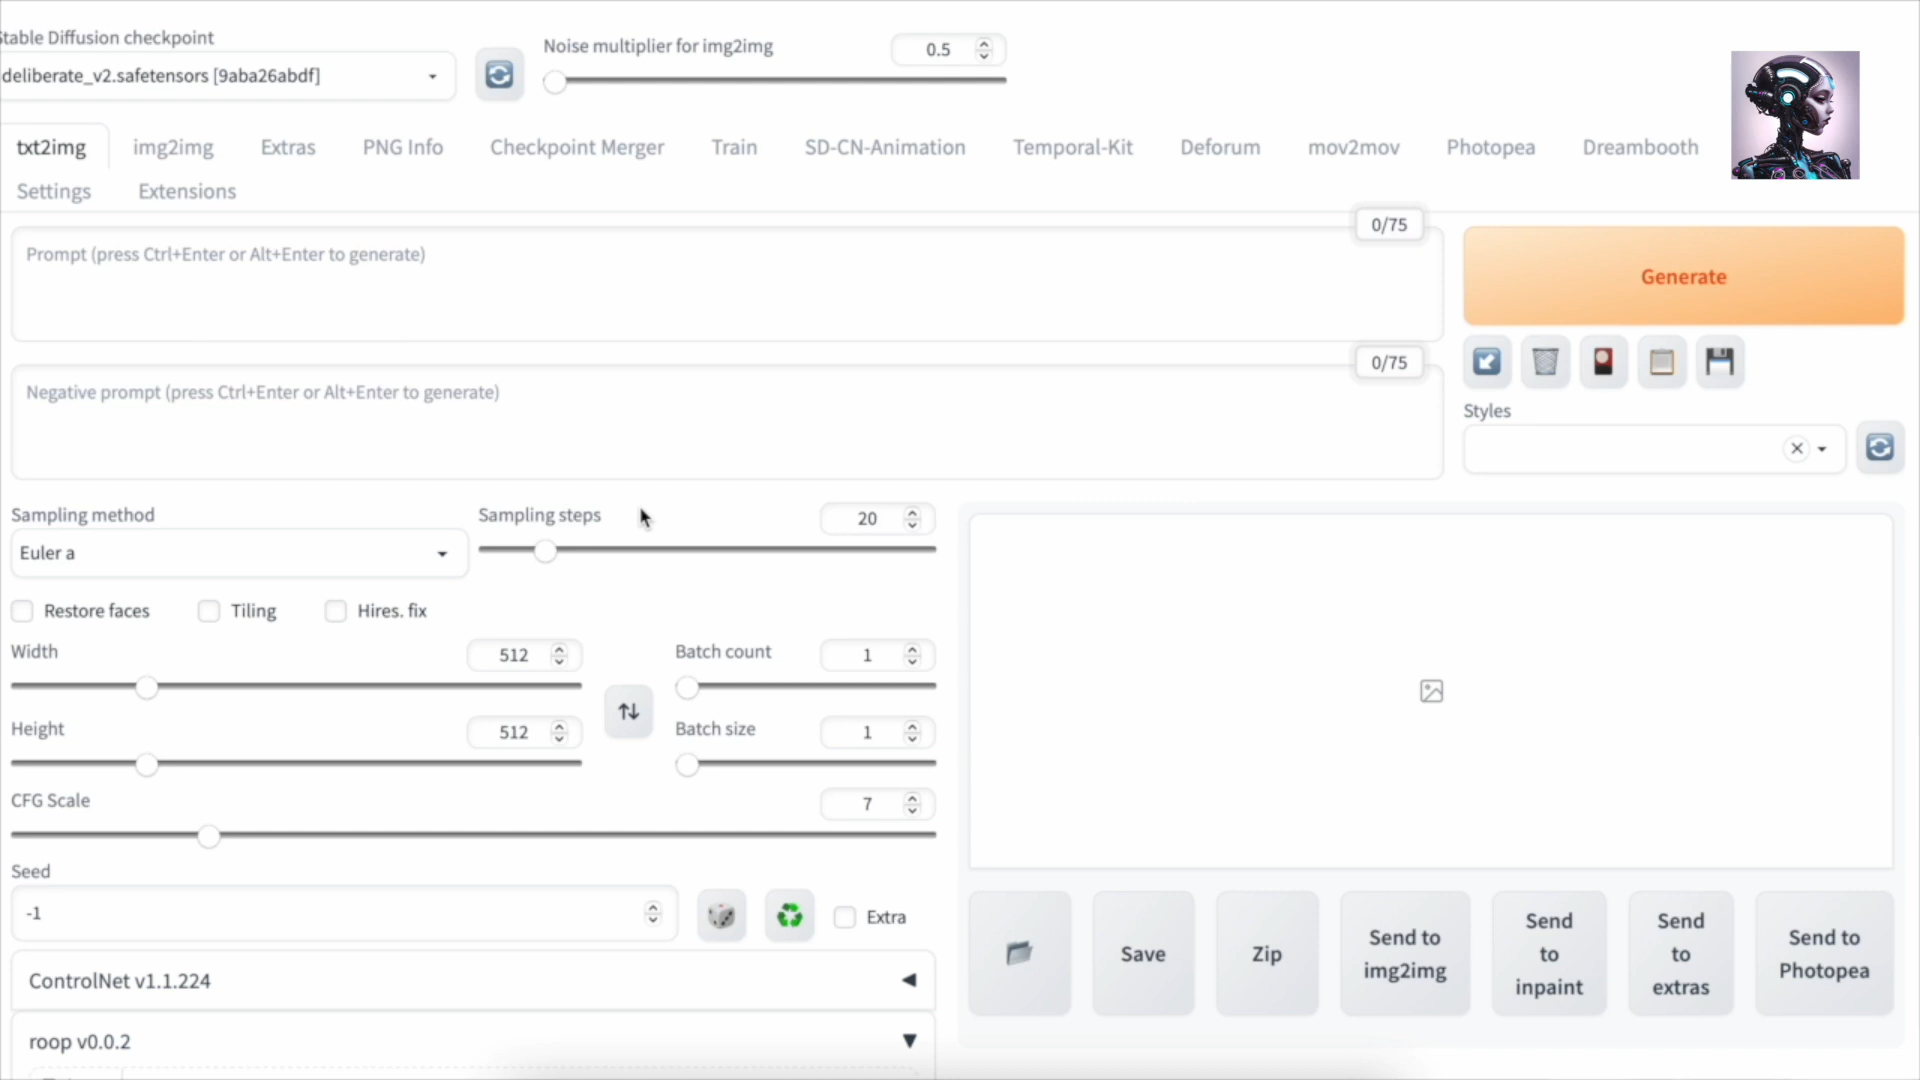 Stable Diffusion checkpoint
deliberate_v2.safetensors [9aba26abdf]
Noise multiplier for img2img
0.5
txt2img
img2img
Extras
PNG Info
Checkpoint Merger
Train
SD-CN-Animation
Temporal-Kit
Deforum
mov2mov
Photopea
Dreambooth
Settings
Extensions
0/75
Prompt (press Ctrl+Enter or Alt+Enter to generate)
Generate
0/75
Negative prompt (press Ctrl+Enter or Alt+Enter to generate)
Styles
Sampling method
Euler a
Sampling steps
20
Restore faces
Tiling
Hires. fix
Width
512
Batch count
1
Height
512
Batch size
1
CFG Scale
7
Seed
-1
Extra
ControlNet v1.1.224
roop v0.0.2
Save
Zip
Send to
img2img
Send
to
inpaint
Send
to
extras
Send to
Photopea